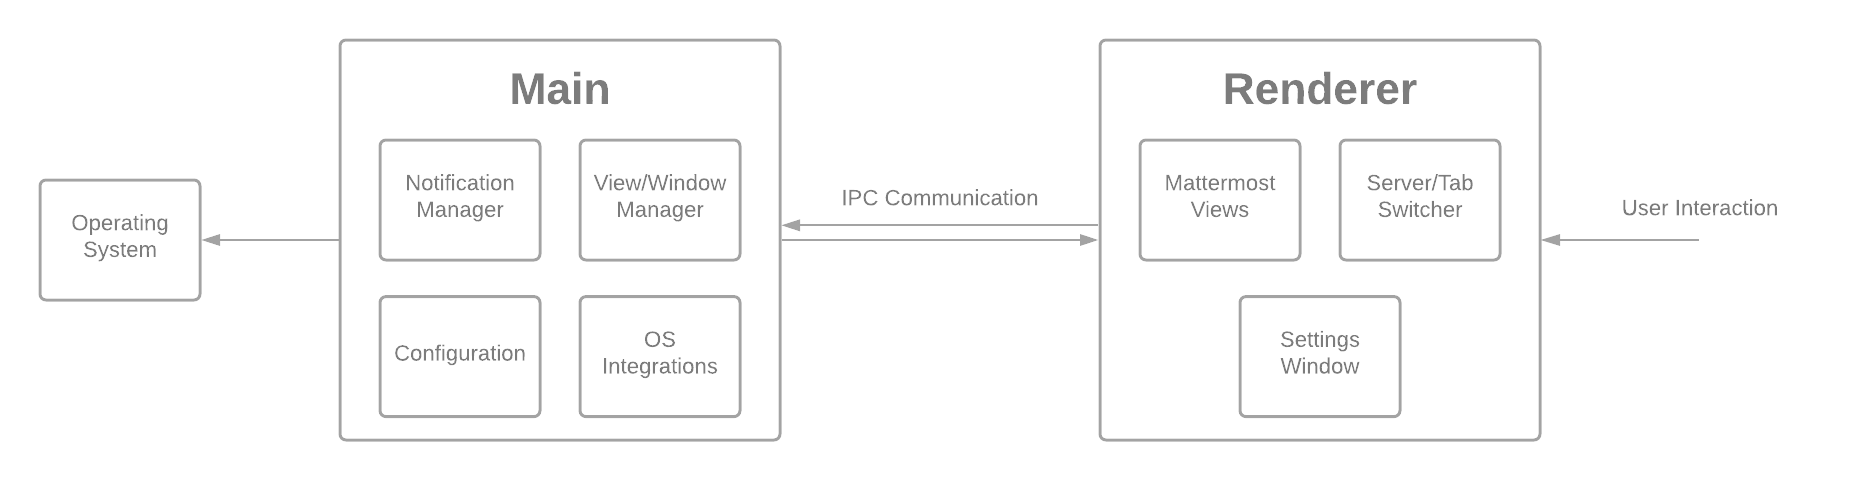 Operating
System
Main
Notification
Manager
View/Window
Manager
Configuration
OS
Integrations
IPC Communication
Renderer
Mattermost
Views
Server/Tab
Switcher
Settings
Window
User Interaction